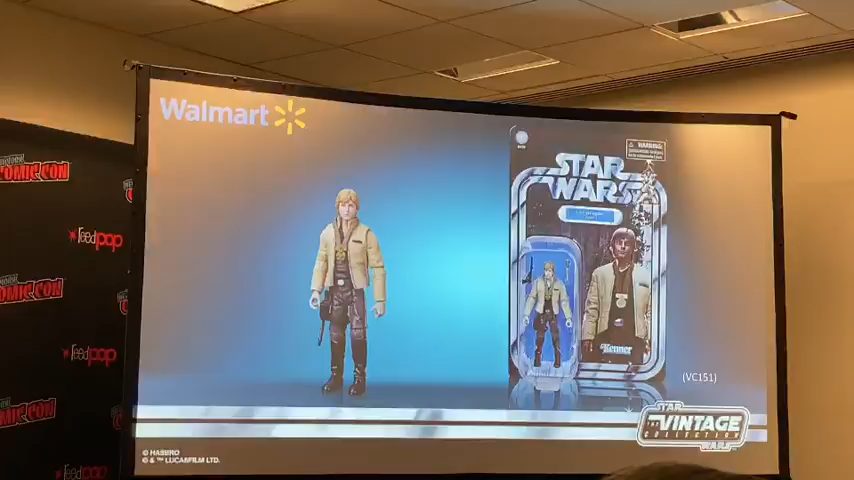 Walmart
WARNING:
STAR
WARS
Kenner
(VC151)
STAR
THE VINTAGE
COLLECTION
WARS
© HASBRO
© & ™ LUCASFILM LTD.
COMIC CON
feedpop
COMIC CON
feedpop
COMIC CON
feedpop